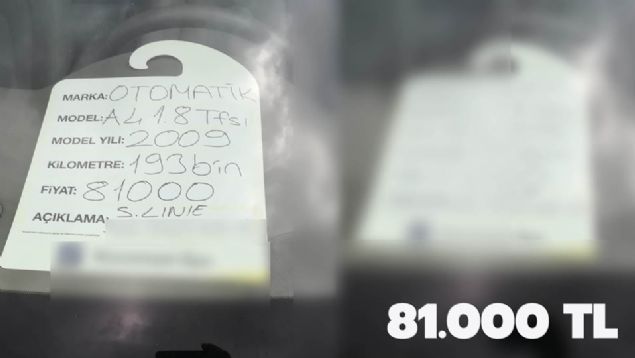 MARKA: OTOMATİK
MODEL: A4 1.8 Tfsi
MODEL YILI: 2009
KİLOMETRE: 193bin
FİYAT: 81000
AÇIKLAMA: S.LINIE
81.000 TL